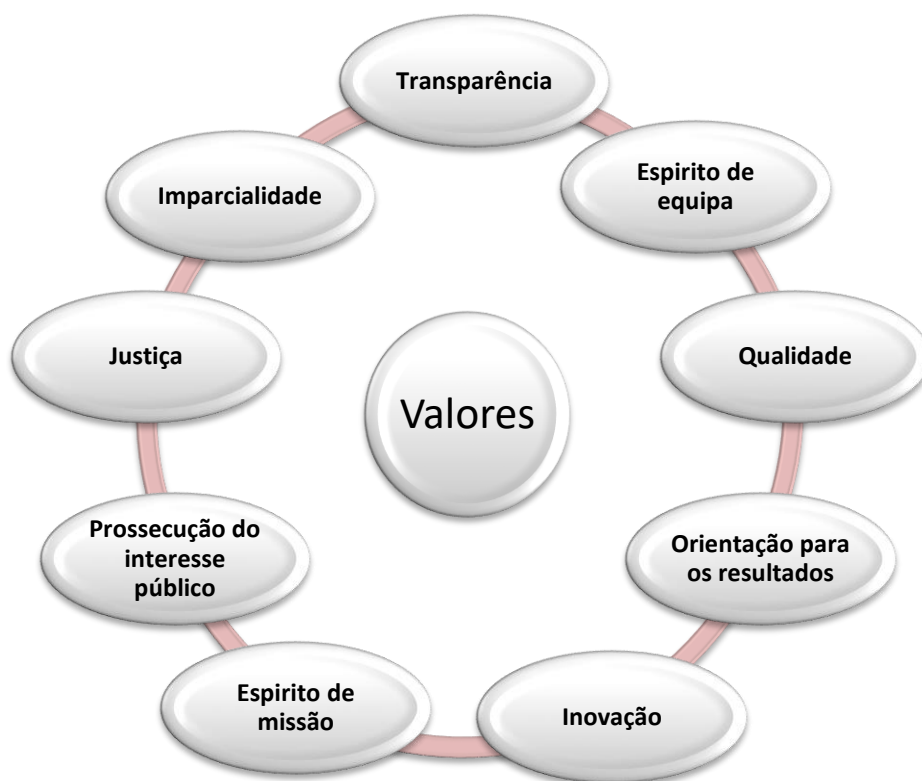 Transparência
Espirito de
equipa
Qualidade
Orientação para
os resultados
Inovação
Espirito de
missão
Prossecução do
interesse
público
Justiça
Imparcialidade
Valores